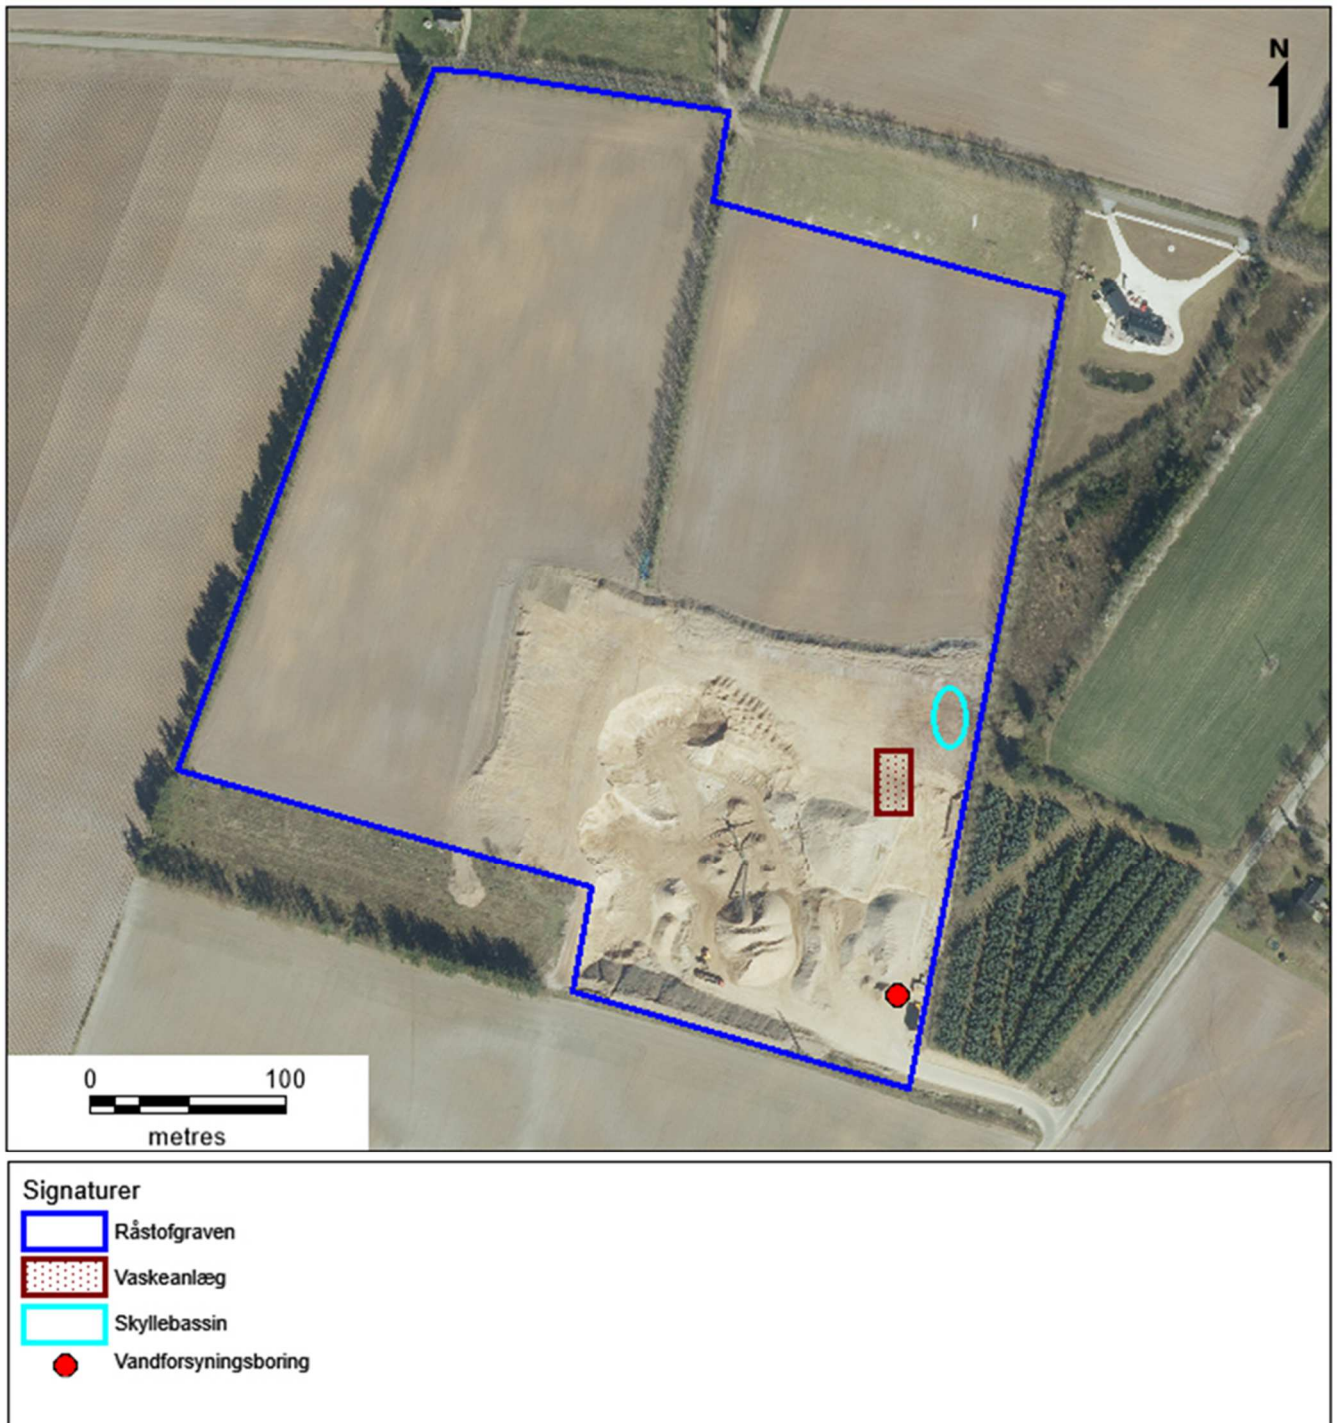 N
0 100
metres
Signaturer
Råstofgraven
Vaskeanlæg
Skyllebassin
Vandforsyningsboring